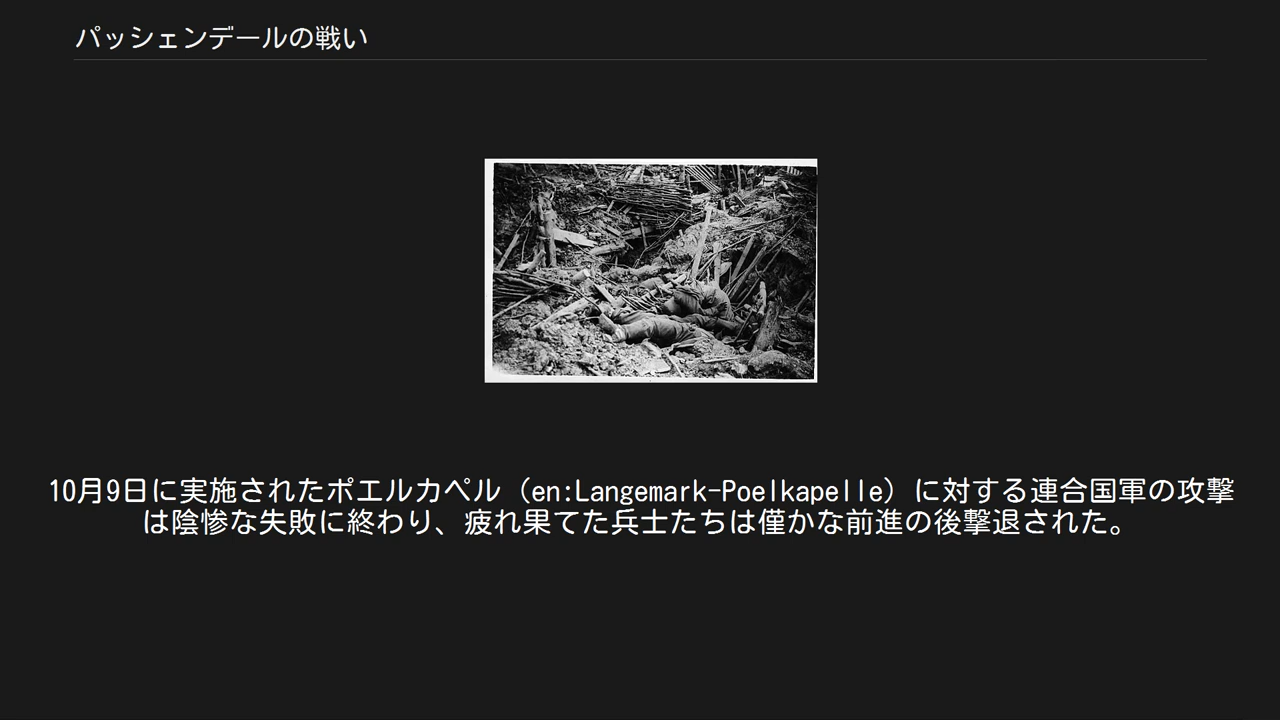 パッシェンデールの戦い
10月9日に実施されたポエルカペル（en:Langemark-Poelkapelle）に対する連合国軍の攻撃
は陰惨な失敗に終わり、疲れ果てた兵士たちは僅かな前進の後撃退された。